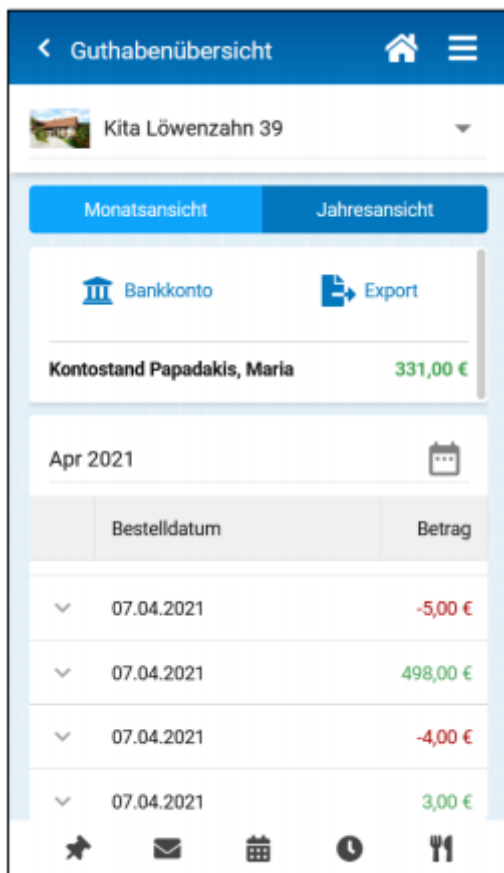 Guthabenübersicht
Kita Löwenzahn 39
Monatsansicht Jahresansicht
Bankkonto Export
Kontostand Papadakis, Maria 331,00 €
Apr 2021
Bestelldatum Betrag
07.04.2021 -5,00 €
07.04.2021 498,00 €
07.04.2021 -4,00 €
07.04.2021 3,00 €